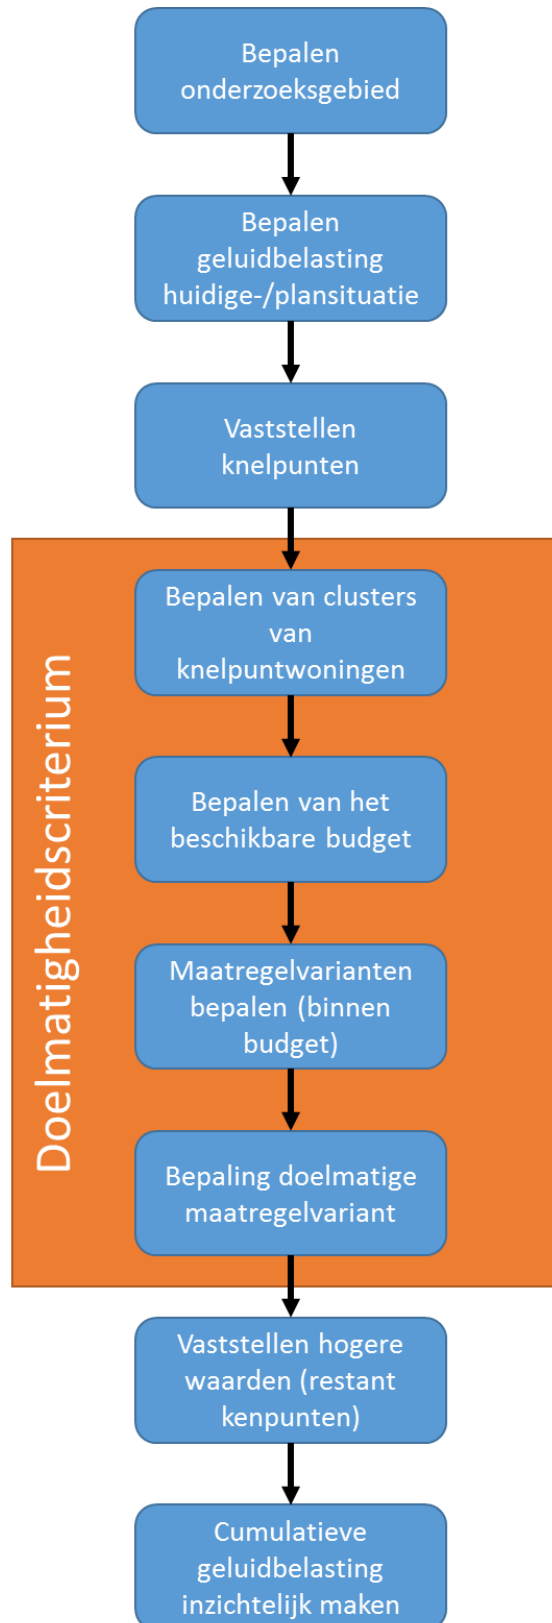 Bepalen
onderzoeksgebied
Bepalen
geluidbelasting
huidige-/plansituatie
Vaststellen
knelpunten
Doelmatigheidscriterium
Bepalen van clusters
van
knelpuntwoningen
Bepalen van het
beschikbare budget
Maatregelvarianten
bepalen (binnen
budget)
Bepaling doelmatige
maatregelvariant
Vaststellen hogere
waarden (restant
kenpunten)
Cumulatieve
geluidbelasting
inzichtelijk maken